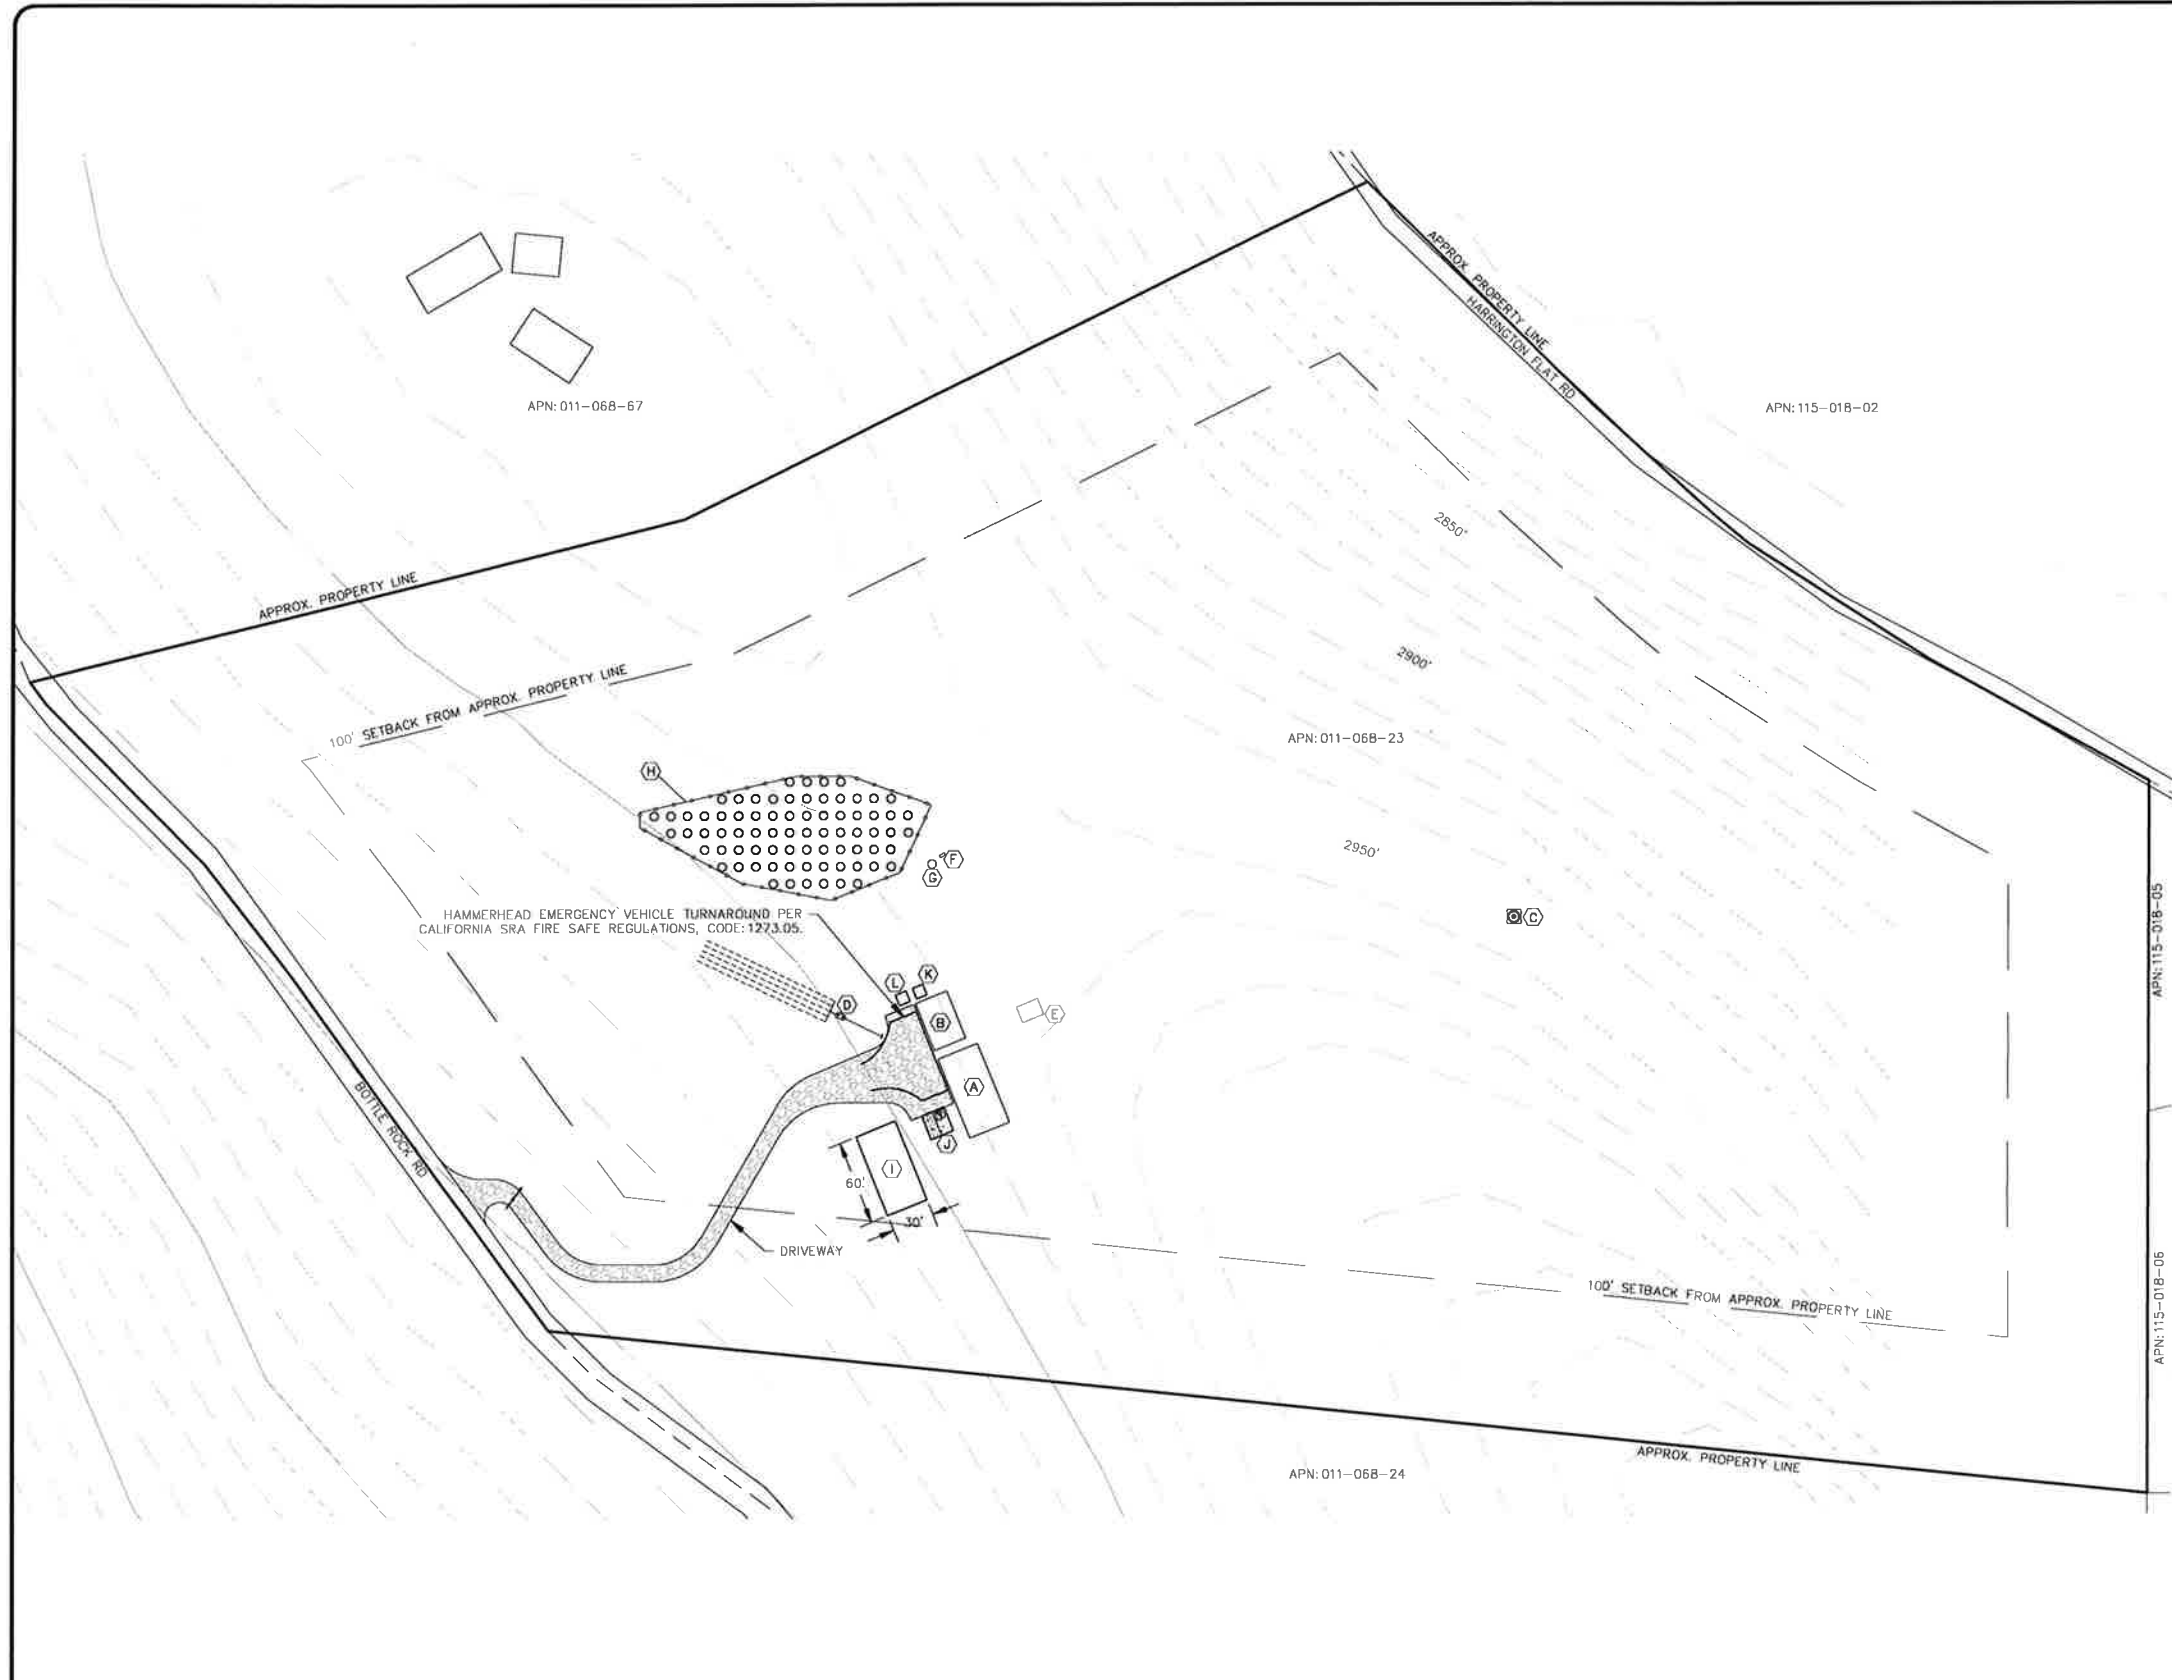 APPROX. PROPERTY LINE
HARRINGTON FLAT RD
APN: 011-068-67
APN: 115-018-02
2850'
APPROX. PROPERTY LINE
2900'
100' SETBACK FROM APPROX. PROPERTY LINE
APN: 011-068-23
H
2950'
F
G
HAMMERHEAD EMERGENCY VEHICLE TURNAROUND PER
CALIFORNIA SRA FIRE SAFE REGULATIONS, CODE: 1273.05.
C
APN: 115-018-05
K
L
D
E
B
A
BOTTLE ROCK RD
J
I
60'
30'
DRIVEWAY
100' SETBACK FROM APPROX. PROPERTY LINE
APN: 115-018-06
APPROX. PROPERTY LINE
APN: 011-068-24